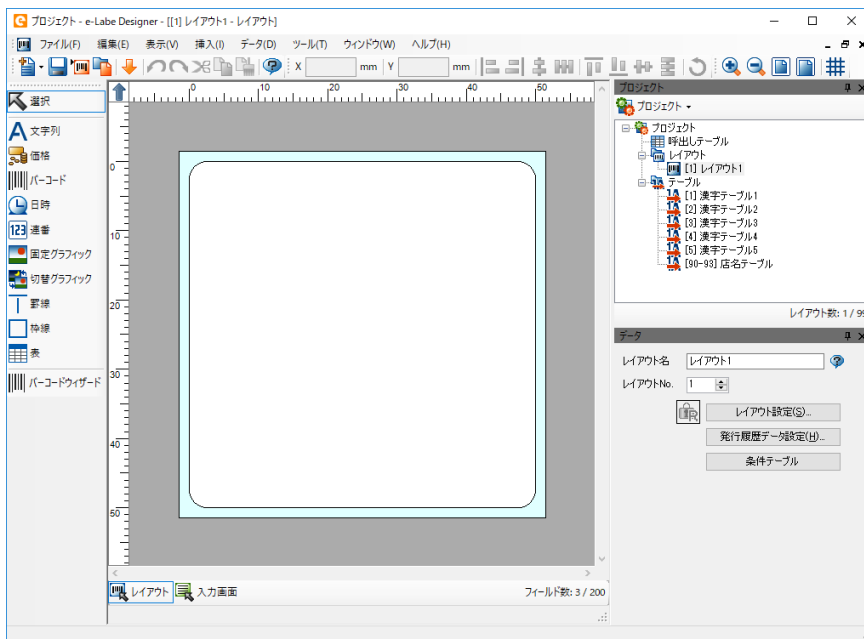 プロジェクト - e-Labe Designer - [[1] レイアウト1 - レイアウト]
ファイル(F) 編集(E) 表示(V) 挿入(I) データ(D) ツール(T) ウィンドウ(W) ヘルプ(H)
X mm Y mm
選択
文字列
価格
バーコード
日時
123 連番
固定グラフィック
切替グラフィック
罫線
枠線
表
バーコードウィザード
0 10 20 30 40 50
0
10
20
30
40
50
レイアウト 入力画面 フィールド数: 3 / 200
プロジェクト
プロジェクト
プロジェクト
呼出しテーブル
レイアウト
[1] レイアウト1
テーブル
[1] 漢字テーブル1
[2] 漢字テーブル2
[3] 漢字テーブル3
[4] 漢字テーブル4
[5] 漢字テーブル5
[90-93] 店名テーブル
レイアウト数: 1 / 99
データ
レイアウト名 レイアウト1
レイアウトNo. 1
レイアウト設定(S)...
発行履歴データ設定(H)...
条件テーブル